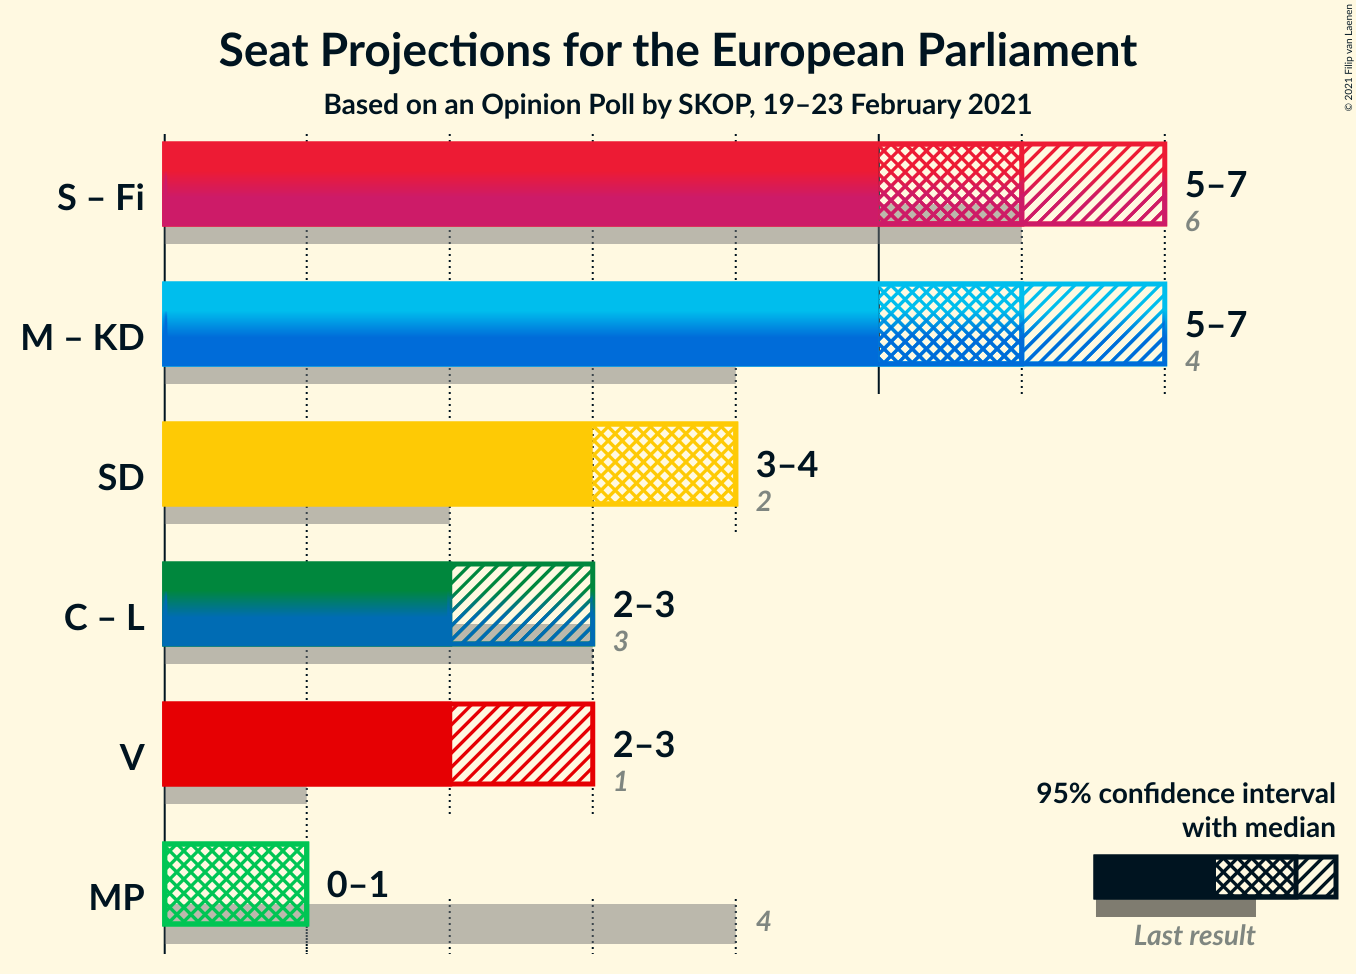 Seat Projections for the European Parliament
Based on an Opinion Poll by SKOP, 19–23 February 2021
© 2021 Filip van Laenen
S – Fi
5–7
6
M – KD
5–7
4
SD
3–4
2
C – L
2–3
3
V
2–3
1
MP
0–1
4
95% confidence interval
with median
Last result